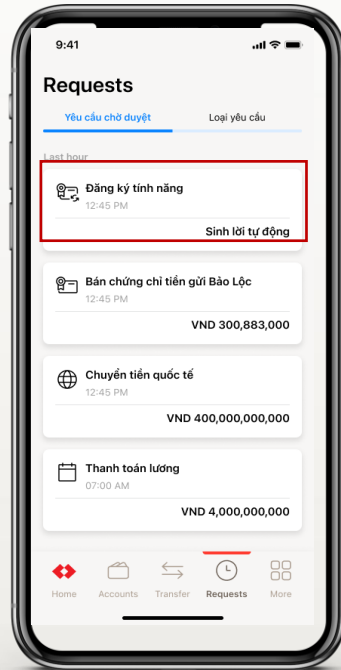 9:41
Requests
Yêu cầu chờ duyệt
Loại yêu cầu
Last hour
Đăng ký tính năng
12:45 PM
Sinh lời tự động
Bán chứng chỉ tiền gửi Bảo Lộc
12:45 PM
VND 300,883,000
Chuyển tiền quốc tế
12:45 PM
VND 400,000,000,000
Thanh toán lương
07:00 AM
VND 4,000,000,000
Home Accounts Transfer Requests More